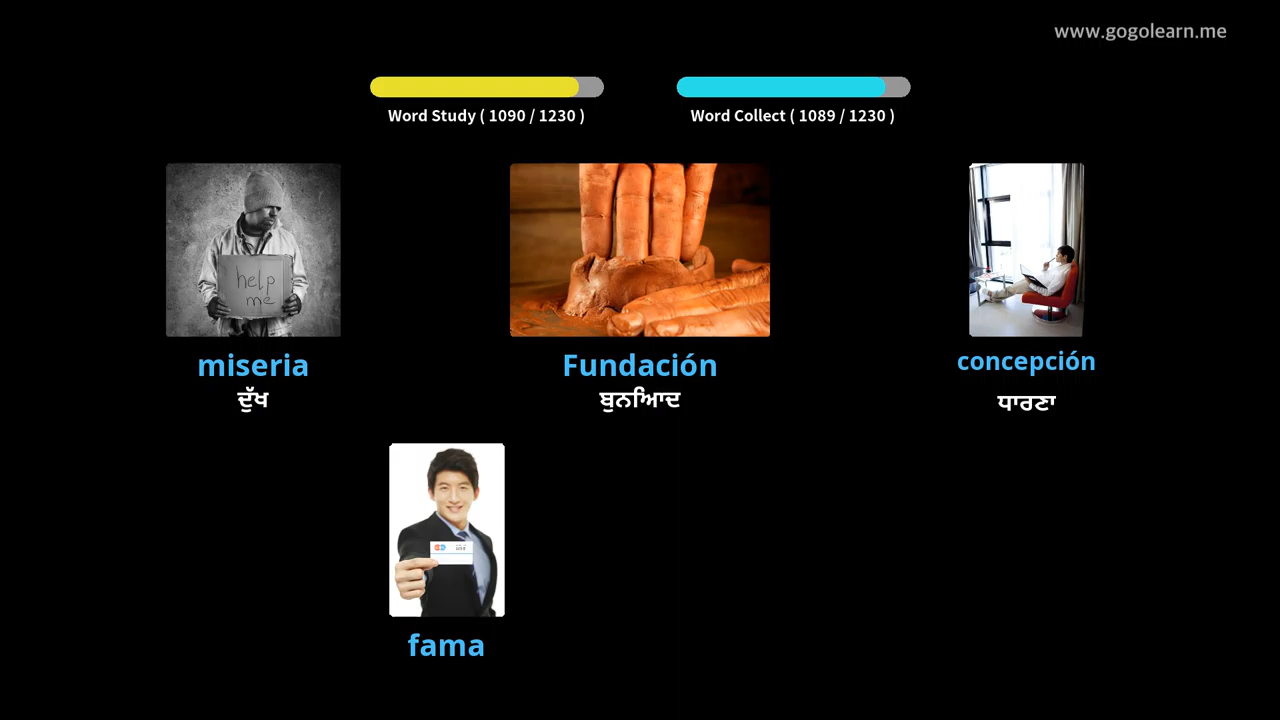 www.gogolearn.me
Word Study ( 1090 / 1230 )
Word Collect ( 1089 / 1230 )
help
me
miseria
Fundación
concepción
ਦੁੱਖ
ਬੁਨਿਆਦ
ਧਾਰਣਾ
fama